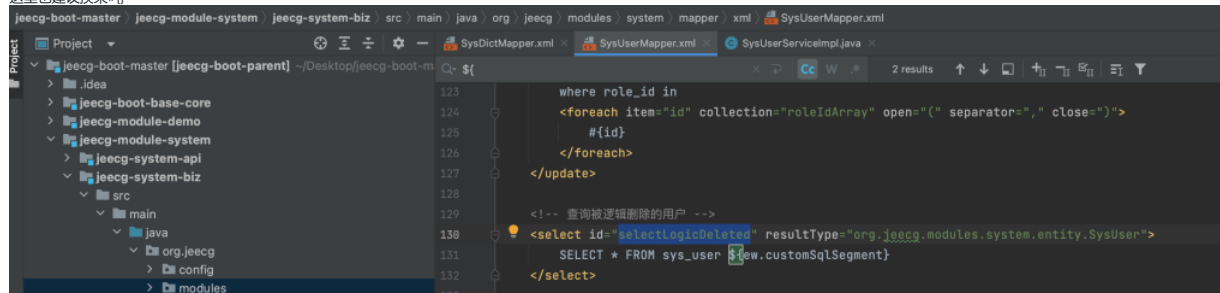 jeecg-boot-master 〉 jeecg-module-system 〉 jeecg-system-biz 〉 src 〉 main 〉 java 〉 org 〉 jeecg 〉 modules 〉 system 〉 mapper 〉 xml 〉 SysUserMapper.xml
Project
Project
SysDictMapper.xml × SysUserMapper.xml × SysUserServiceImpl.java ×
jeecg-boot-master [jeecg-boot-parent] ~/Desktop/jeecg-boot-m
${
Cc W .* 2 results
.idea
jeecg-boot-base-core
jeecg-module-demo
jeecg-module-system
jeecg-system-api
jeecg-system-biz
src
main
java
org.jeecg
config
modules
123 where role_id in
124 <foreach item="id" collection="roleIdArray" open="(" separator="," close=")">
125 #{id}
126 </foreach>
127 </update>
128
129 <!-- 查询被逻辑删除的用户 -->
130 <select id="selectLogicDeleted" resultType="org.jeecg.modules.system.entity.SysUser">
131 SELECT * FROM sys_user ${ew.customSqlSegment}
132 </select>